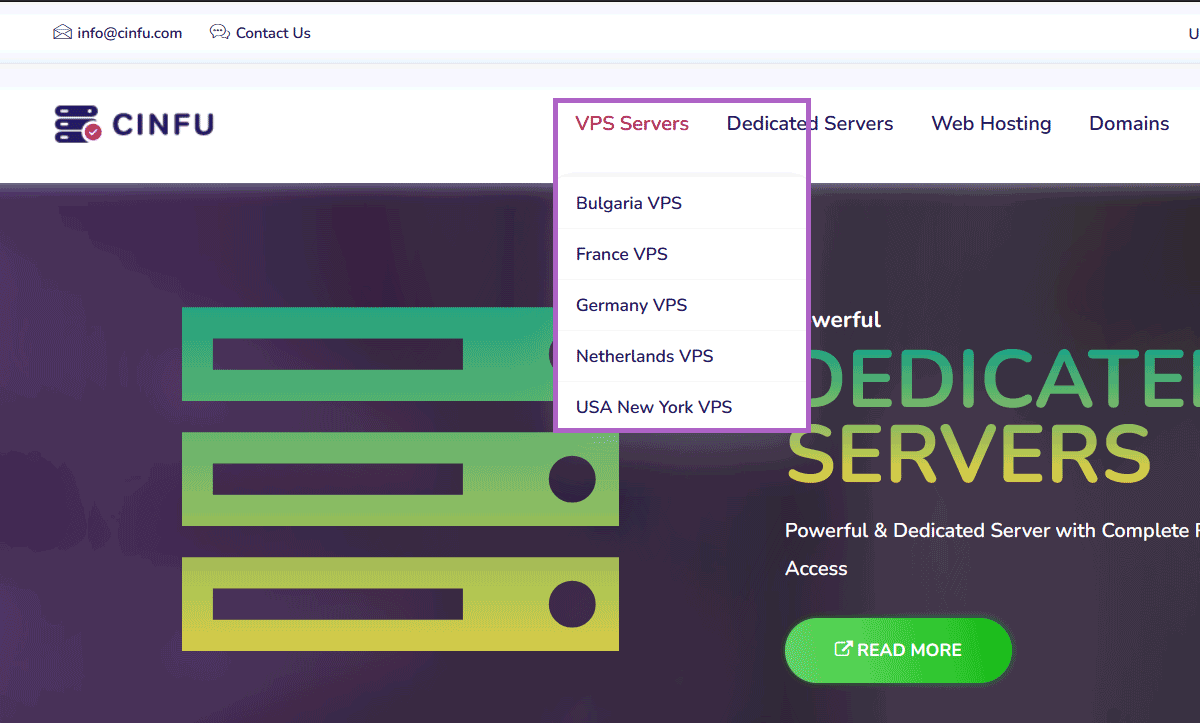 info@cinfu.com Contact Us U
CINFU
VPS Servers Dedicated Servers Web Hosting Domains
Bulgaria VPS
France VPS
Germany VPS
Netherlands VPS
USA New York VPS
werful
DEDICATE
SERVERS
Powerful & Dedicated Server with Complete
Access
READ MORE